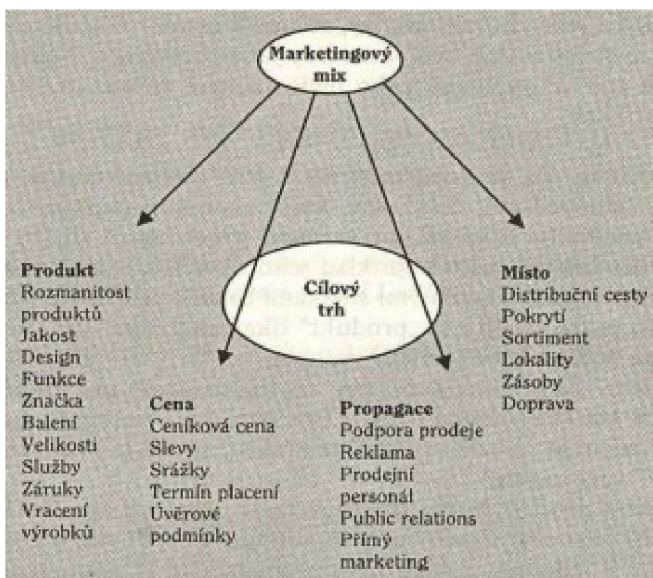 Marketingový
mix
Cílový
trh
Produkt
Rozmanitost
produktů
Jakost
Design
Funkce
Značka
Balení
Velikosti
Služby
Záruky
Vracení
výrobků
Cena
Ceníková cena
Slevy
Srážky
Termín placení
Úvěrové
podmínky
Propagace
Podpora prodeje
Reklama
Prodejní
personál
Public relations
Přímý
marketing
Místo
Distribuční cesty
Pokrytí
Sortiment
Lokality
Zásoby
Doprava